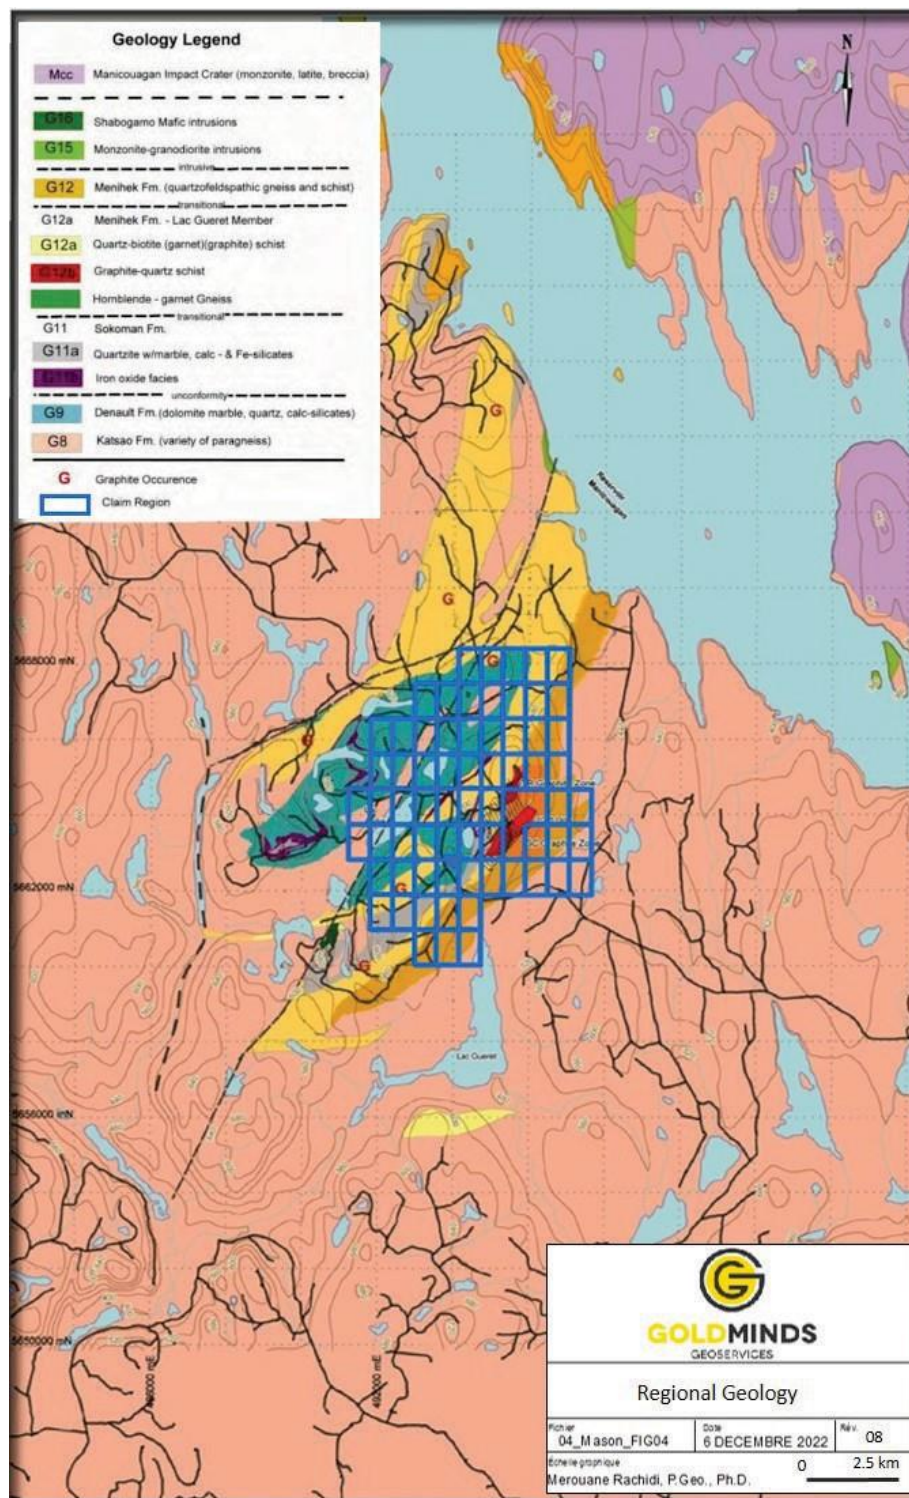 Geology Legend
N
Mcc Manicouagan Impact Crater (monzonite, latite, breccia)
G16 Shabogamo Mafic intrusions
G15 Monzonite-granodiorite intrusions
intrusive
G12 Menihek Fm. (quartzofeldspathic gneiss and schist)
transitional
G12a Menihek Fm. - Lac Gueret Member
G12a Quartz-biotite (garnet)(graphite) schist
G12b Graphite-quartz schist
Hornblende - garnet Gneiss
transitional
G11 Sokoman Fm.
G11a Quartzite w/marble, calc - & Fe-silicates
G11b Iron oxide facies
unconformity
G9 Denault Fm. (dolomite marble, quartz, calc-silicates)
G8 Katsao Fm. (variety of paragneiss)
G Graphite Occurence
Claim Region
G
Reservoir
Manicouagan
G
G
G
G
G
Lac Gueret
5662000 mN
5656000 mN
5650000 mN
492000 mE
GOLDMINDS
GEOSERVICES
Regional Geology
Fichier
04_Mason_FIG04
Date
6 DECEMBRE 2022
Rév. 08
Échelle graphique
0 2.5 km
Merouane Rachidi, P.Geo., Ph.D.